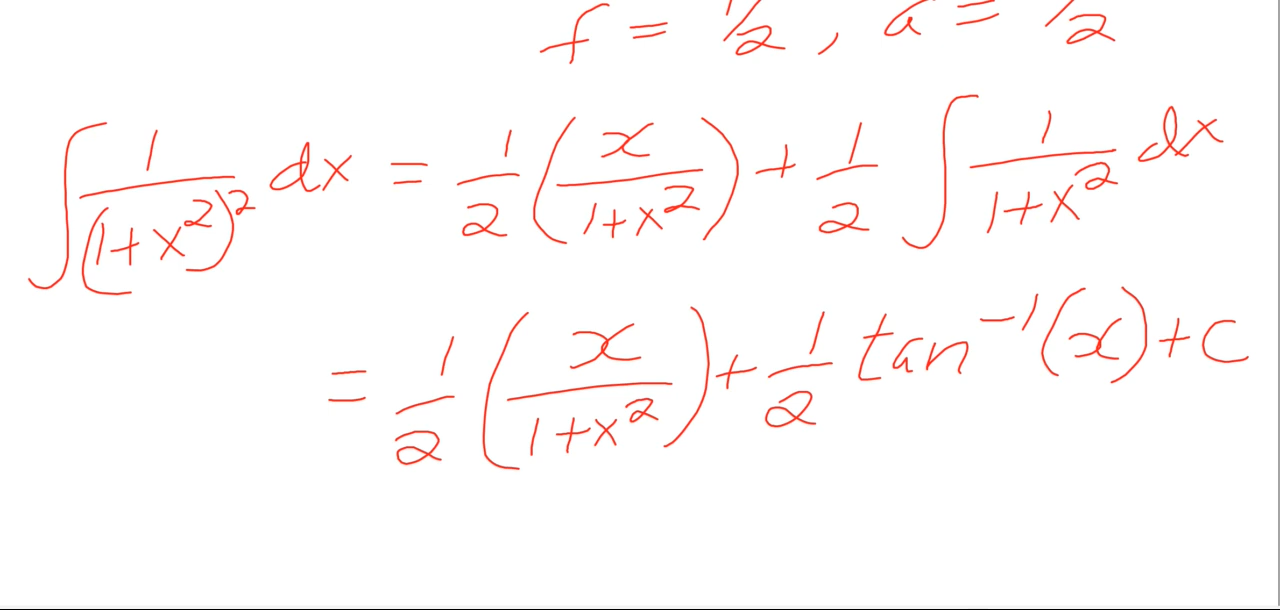 f = 1/2 , a = 1/2
∫ 1/(1+x²)² dx = 1/2 (x/(1+x²)) + 1/2 ∫ 1/(1+x²) dx
= 1/2 (x/(1+x²)) + 1/2 tan⁻¹(x) + C